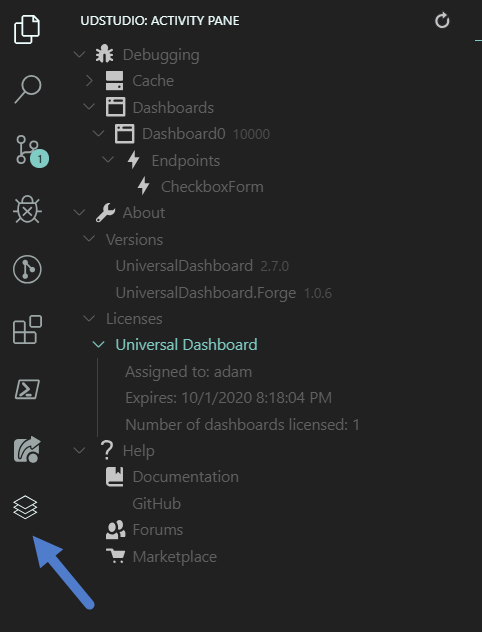 UDSTUDIO: ACTIVITY PANE
Debugging
Cache
Dashboards
Dashboard0 10000
Endpoints
CheckboxForm
1
About
Versions
UniversalDashboard 2.7.0
UniversalDashboard.Forge 1.0.6
Licenses
Universal Dashboard
Assigned to: adam
Expires: 10/1/2020 8:18:04 PM
Number of dashboards licensed: 1
Help
Documentation
GitHub
Forums
Marketplace